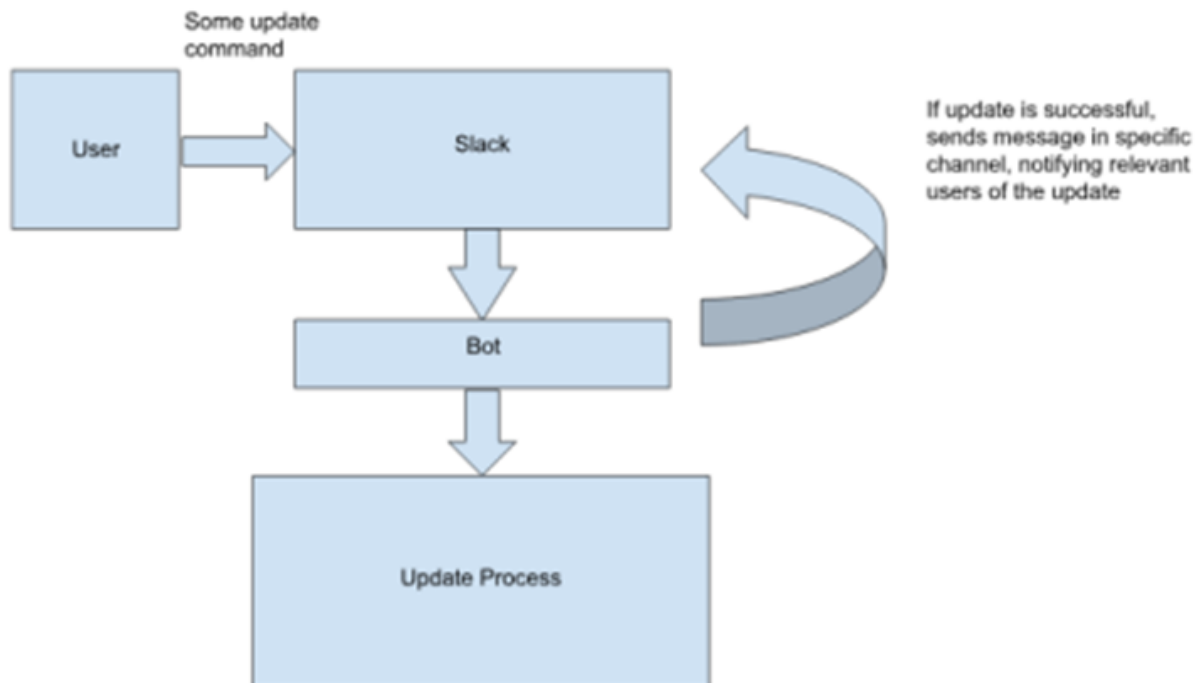 Some update
command
User
Slack
If update is successful,
sends message in specific
channel, notifying relevant
users of the update
Bot
Update Process